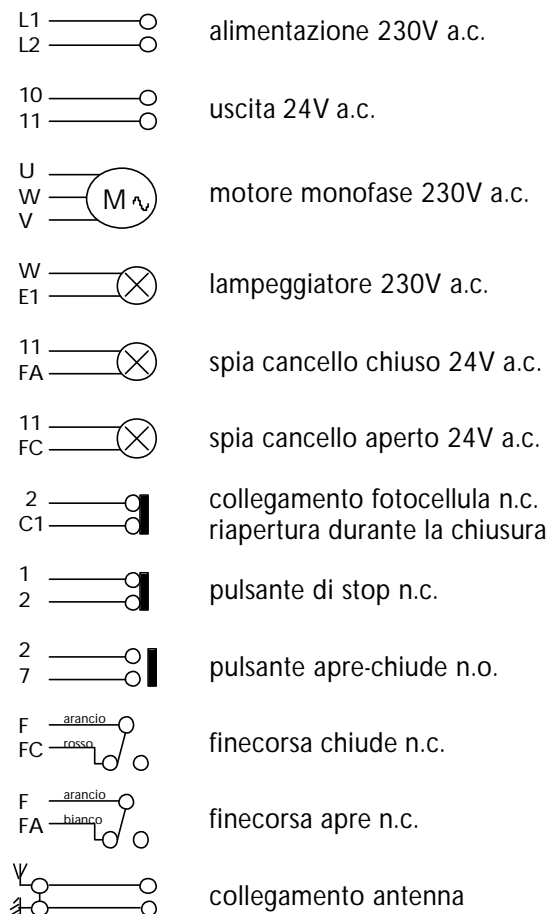 L1
L2
alimentazione 230V a.c.
10
11
uscita 24V a.c.
U
W
V
M
motore monofase 230V a.c.
W
E1
lampeggiatore 230V a.c.
11
FA
spia cancello chiuso 24V a.c.
11
FC
spia cancello aperto 24V a.c.
2
C1
collegamento fotocellula n.c.
riapertura durante la chiusura
1
2
pulsante di stop n.c.
2
7
pulsante apre-chiude n.o.
F arancio
FC rosso
finecorsa chiude n.c.
F arancio
FA bianco
finecorsa apre n.c.
collegamento antenna